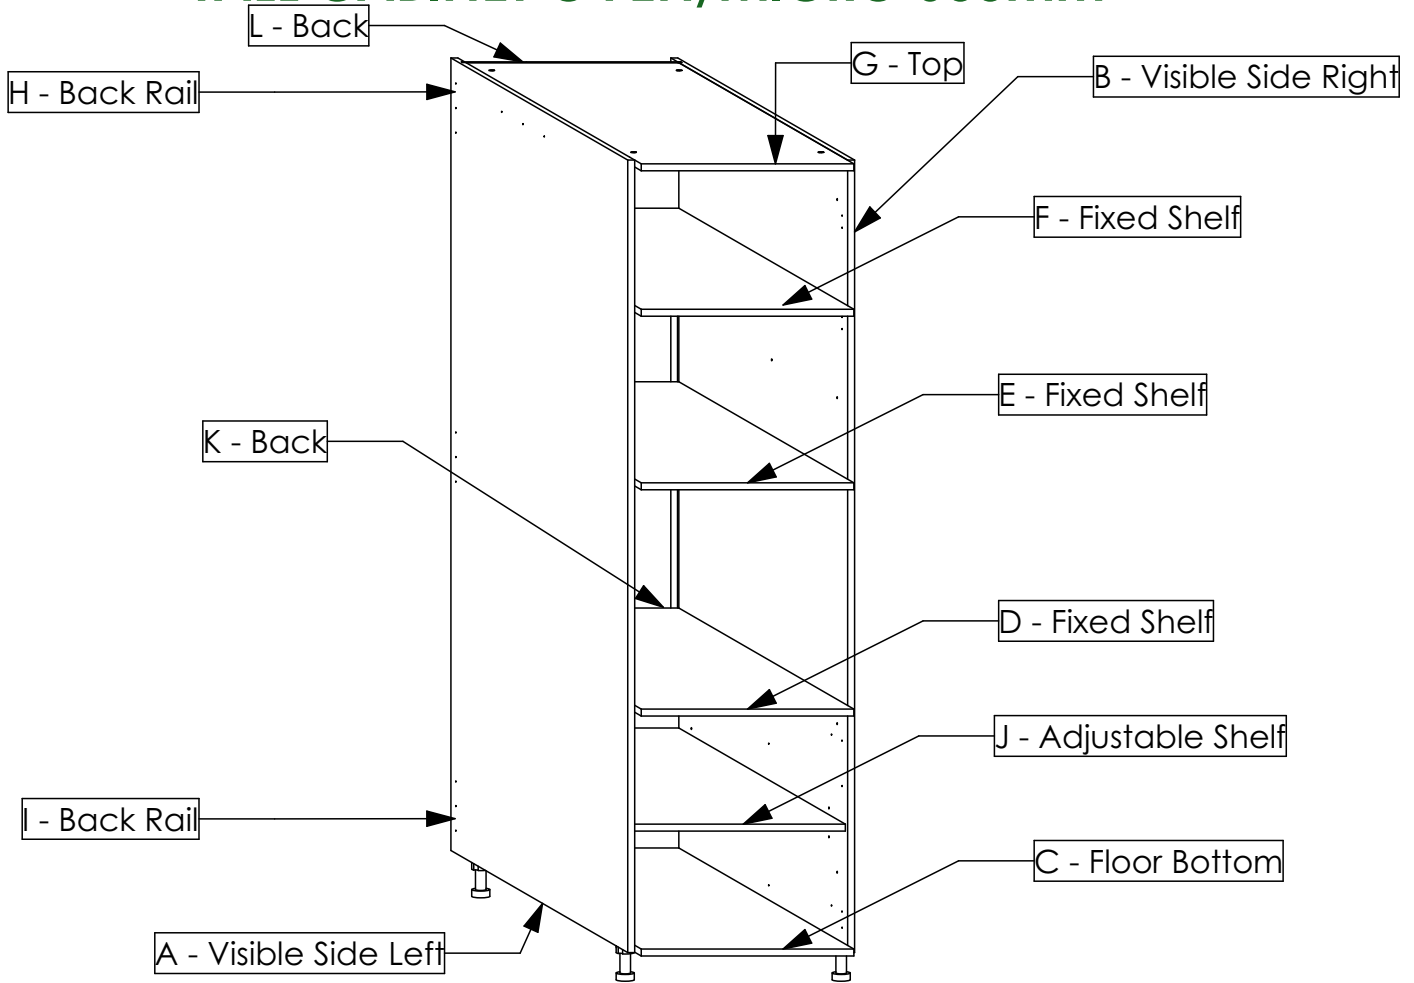 L - Back
G - Top
H - Back Rail
B - Visible Side Right
F - Fixed Shelf
E - Fixed Shelf
K - Back
D - Fixed Shelf
J - Adjustable Shelf
I - Back Rail
C - Floor Bottom
A - Visible Side Left